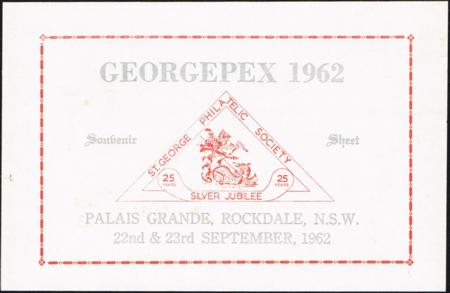 GEORGEPEX 1962
Souvenir Sheet
ST. GEORGE PHILATELIC SOCIETY
25 YEARS 25 YEARS
SILVER JUBILEE
PALAIS GRANDE, ROCKDALE, N.S.W.
22nd & 23rd SEPTEMBER, 1962